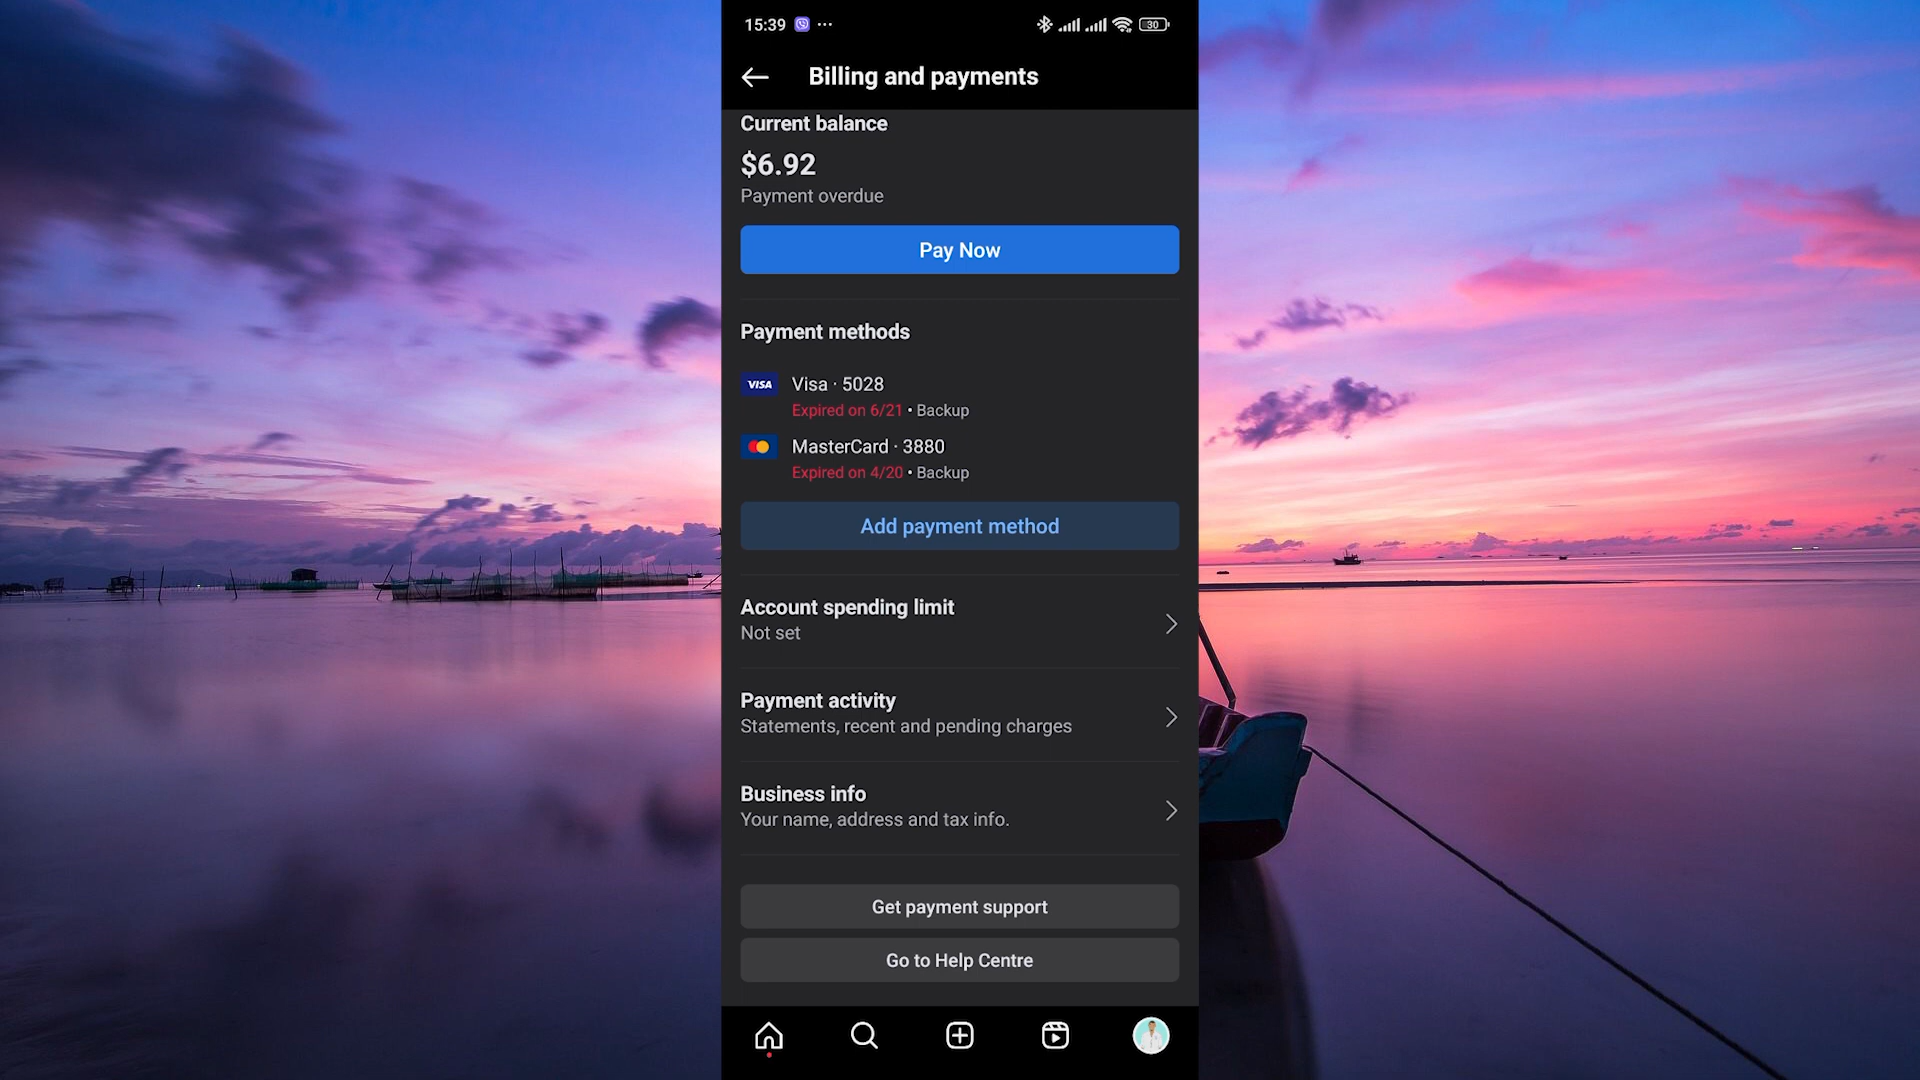 15:39
30
Billing and payments
Current balance
$6.92
Payment overdue
Pay Now
Payment methods
VISA Visa · 5028
Expired on 6/21 • Backup
MasterCard · 3880
Expired on 4/20 • Backup
Add payment method
Account spending limit
Not set
Payment activity
Statements, recent and pending charges
Business info
Your name, address and tax info.
Get payment support
Go to Help Centre